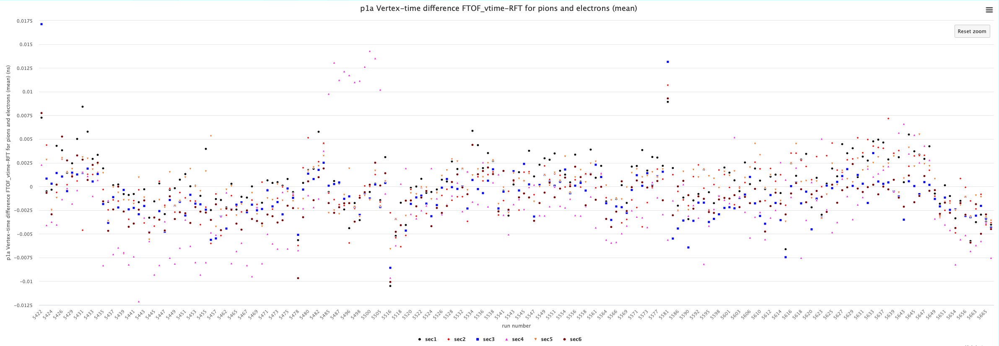 p1a Vertex-time difference FTOF_vtime-RFT for pions and electrons (mean)
Reset zoom
p1a Vertex-time difference FTOF_vtime-RFT for pions and electrons (mean) (ns)
0.0175
0.015
0.0125
0.01
0.0075
0.005
0.0025
0
−0.0025
−0.005
−0.0075
−0.01
−0.0125
5422 5424 5426 5429 5431 5433 5435 5437 5439 5441 5443 5445 5447 5449 5451 5453 5455 5457 5462 5465 5467 5469 5471 5473 5475 5478 5480 5482 5485 5487 5496 5498 5500 5505 5516 5518 5520 5522 5524 5526 5528 5532 5534 5536 5538 5541 5543 5545 5547 5549 5551 5554 5556 5558 5561 5564 5566 5569 5571 5573 5577 5581 5586 5590 5592 5595 5598 5601 5603 5606 5610 5612 5614 5616 5618 5620 5623 5625 5627 5629 5631 5633 5637 5639 5643 5645 5647 5649 5651 5654 5656 5663 5665
run number
sec1 sec2 sec3 sec4 sec5 sec6